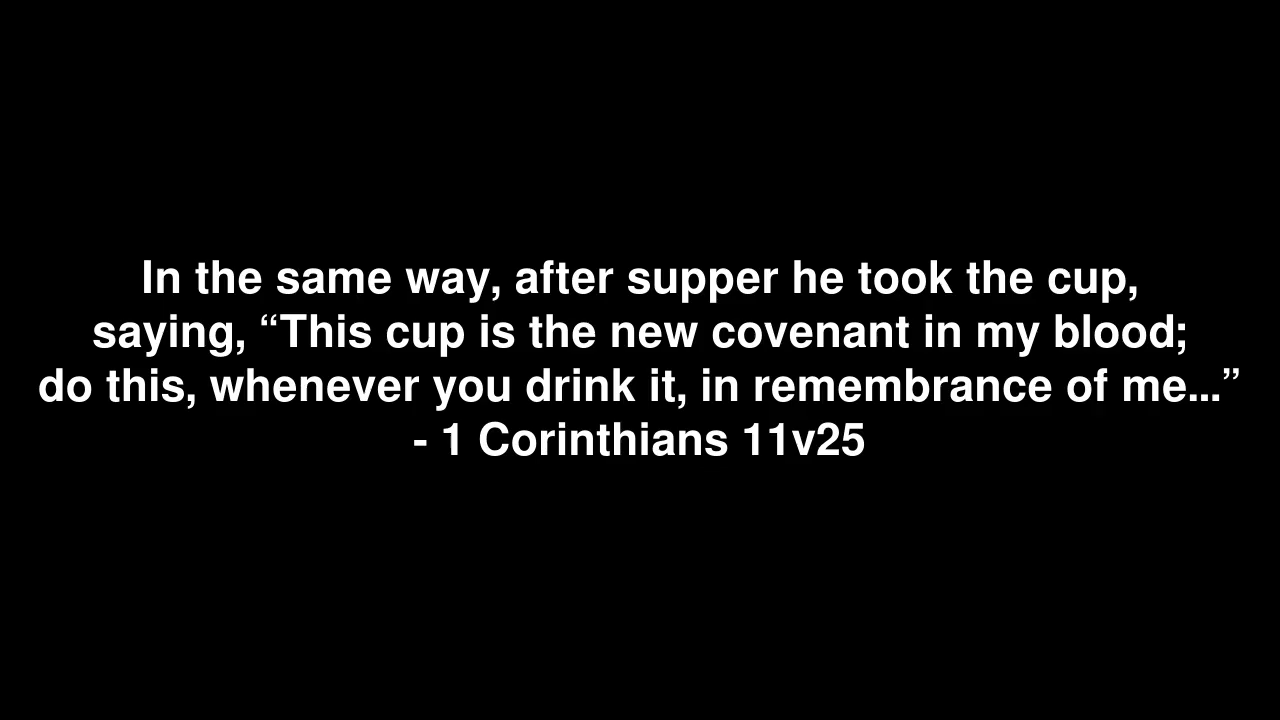 In the same way, after supper he took the cup,
saying, “This cup is the new covenant in my blood;
do this, whenever you drink it, in remembrance of me...”
- 1 Corinthians 11v25